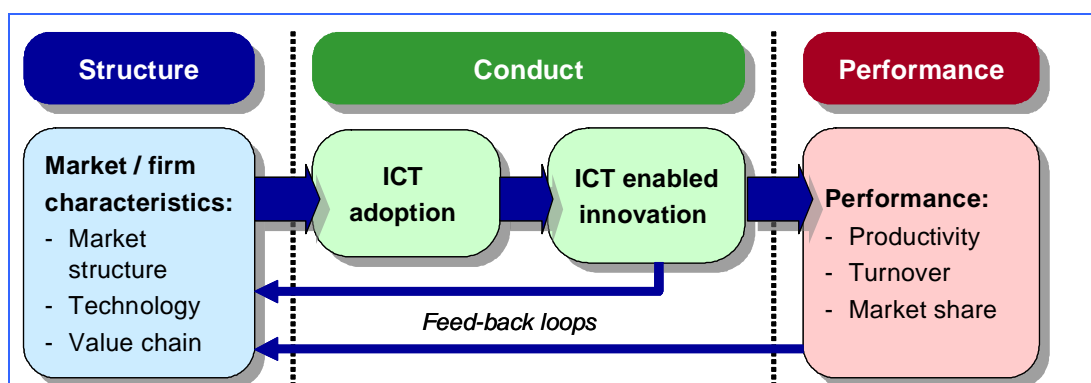 Structure
Conduct
Performance
Market / firm
characteristics:
- Market
structure
- Technology
- Value chain
ICT
adoption
ICT enabled
innovation
Performance:
- Productivity
- Turnover
- Market share
Feed-back loops